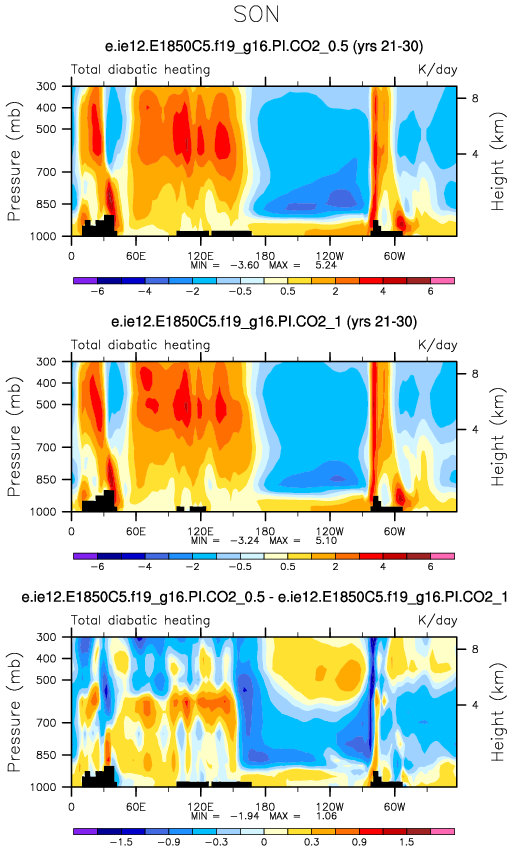 SON
e.ie12.E1850C5.f19_g16.PI.CO2_0.5 (yrs 21-30)
Total diabatic heating K/day
300
500
700
850
1000
Pressure (mb)
8
4
Height (km)
0 60E 120E 180 120W 60W
MIN = -3.60 MAX = 5.24
-6 -4 -2 -0.5 0.5 2 4 6
e.ie12.E1850C5.f19_g16.PI.CO2_1 (yrs 21-30)
Total diabatic heating K/day
300
500
700
850
1000
Pressure (mb)
8
4
Height (km)
0 60E 120E 180 120W 60W
MIN = -3.24 MAX = 5.10
-6 -4 -2 -0.5 0.5 2 4 6
e.ie12.E1850C5.f19_g16.PI.CO2_0.5 - e.ie12.E1850C5.f19_g16.PI.CO2_1
Total diabatic heating K/day
300
500
700
850
1000
Pressure (mb)
8
4
Height (km)
0 60E 120E 180 120W 60W
MIN = -1.94 MAX = 1.06
-1.5 -0.9 -0.3 0 0.3 0.9 1.5